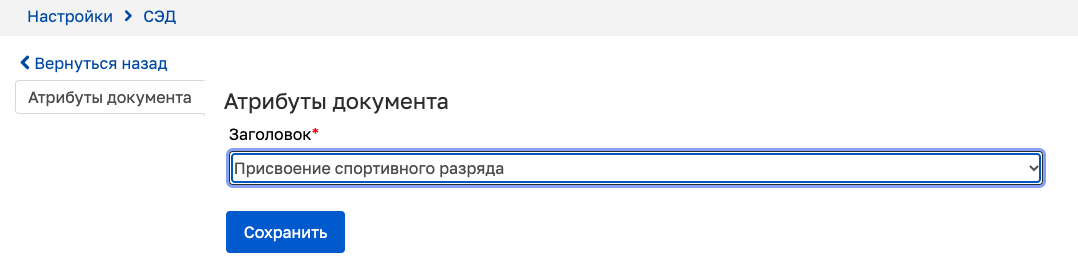 Настройки > СЭД
Вернуться назад
Атрибуты документа
Атрибуты документа
Заголовок*
Присвоение спортивного разряда
Сохранить